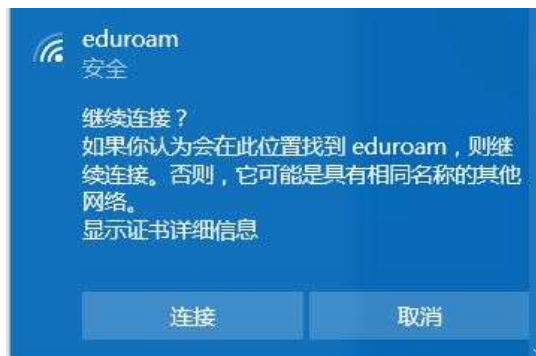 eduroam
安全
继续连接？
如果你认为会在此位置找到 eduroam，则继
续连接。否则，它可能是具有相同名称的其他
网络。
显示证书详细信息
连接
取消